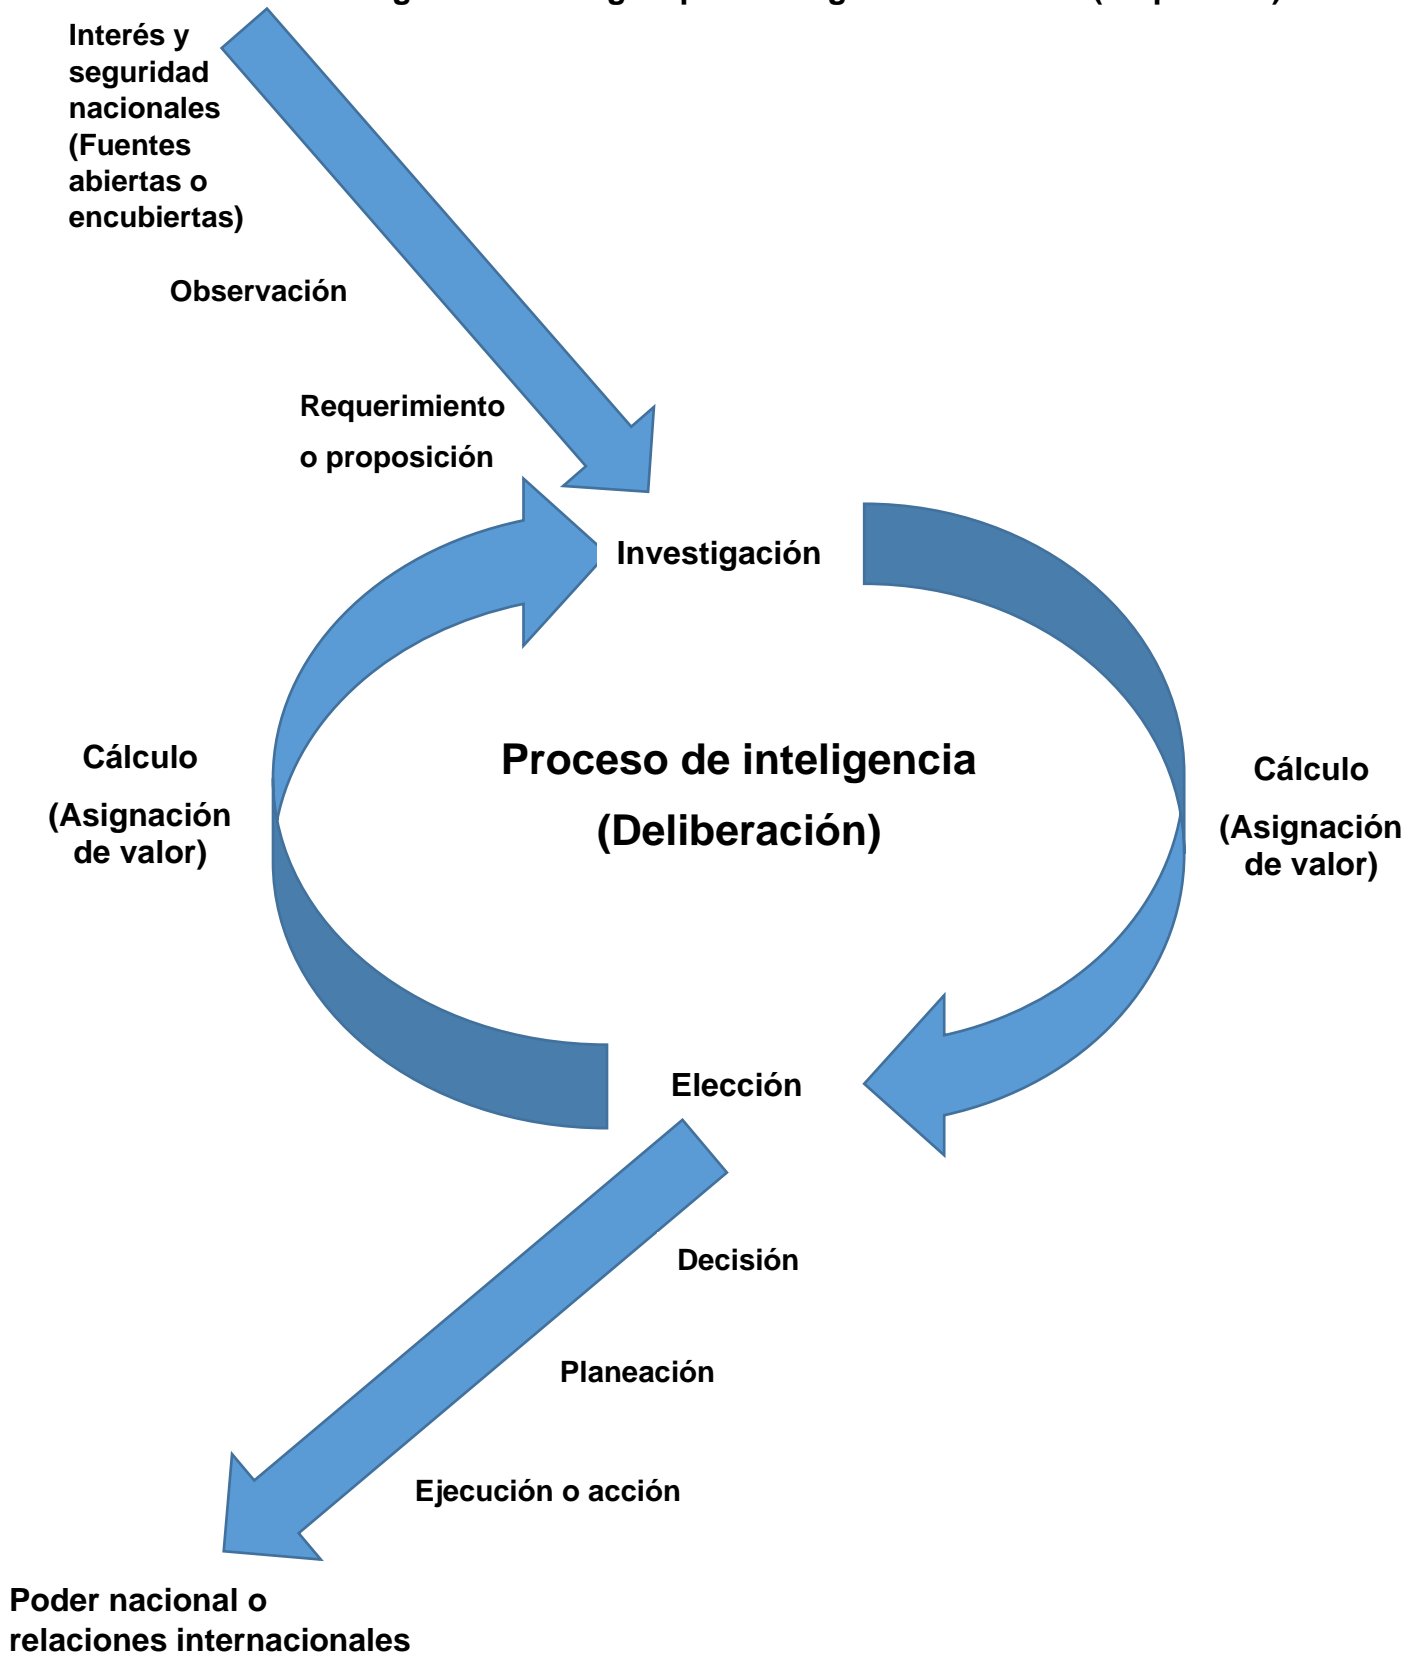 Interés y
seguridad
nacionales
(Fuentes
abiertas o
encubiertas)
Observación
Requerimiento
o proposición
Investigación
Cálculo
(Asignación
de valor)
Proceso de inteligencia
(Deliberación)
Cálculo
(Asignación
de valor)
Elección
Decisión
Planeación
Ejecución o acción
Poder nacional o
relaciones internacionales